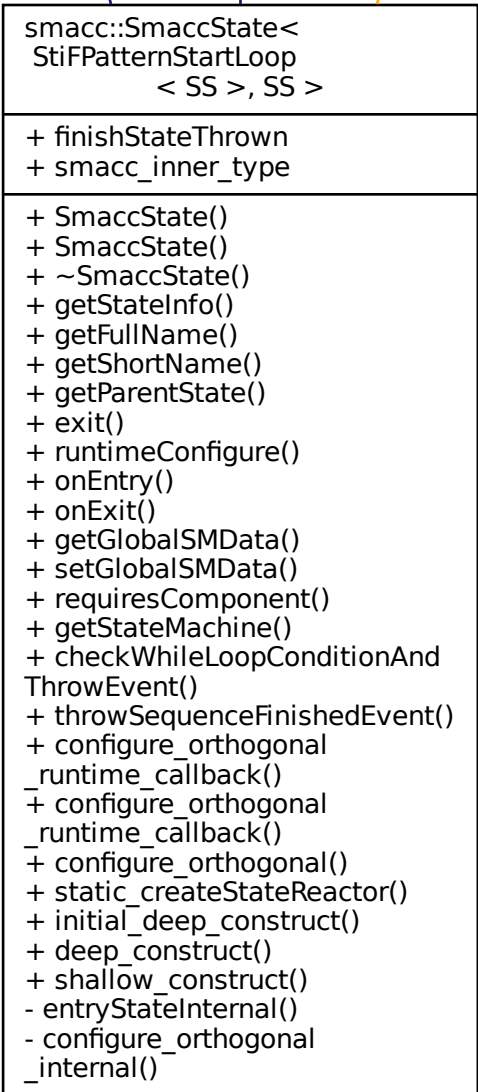 smacc::SmaccState<
StiFPatternStartLoop
< SS >, SS >
+ finishStateThrown
+ smacc_inner_type
+ SmaccState()
+ SmaccState()
+ ~SmaccState()
+ getStateInfo()
+ getFullName()
+ getShortName()
+ getParentState()
+ exit()
+ runtimeConfigure()
+ onEntry()
+ onExit()
+ getGlobalSMData()
+ setGlobalSMData()
+ requiresComponent()
+ getStateMachine()
+ checkWhileLoopConditionAnd
ThrowEvent()
+ throwSequenceFinishedEvent()
+ configure_orthogonal
_runtime_callback()
+ configure_orthogonal
_runtime_callback()
+ configure_orthogonal()
+ static_createStateReactor()
+ initial_deep_construct()
+ deep_construct()
+ shallow_construct()
- entryStateInternal()
- configure_orthogonal
_internal()